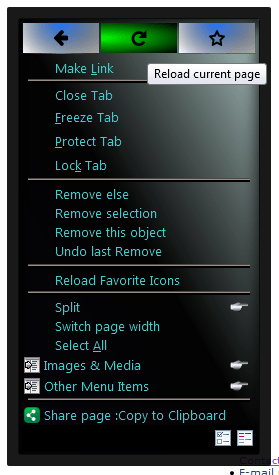 Reload current page
Make Link
Close Tab
Freeze Tab
Protect Tab
Lock Tab
Remove else
Remove selection
Remove this object
Undo last Remove
Reload Favorite Icons
Split
Switch page width
Select All
Images & Media
Other Menu Items
Share page :Copy to Clipboard
Contact
E-mail